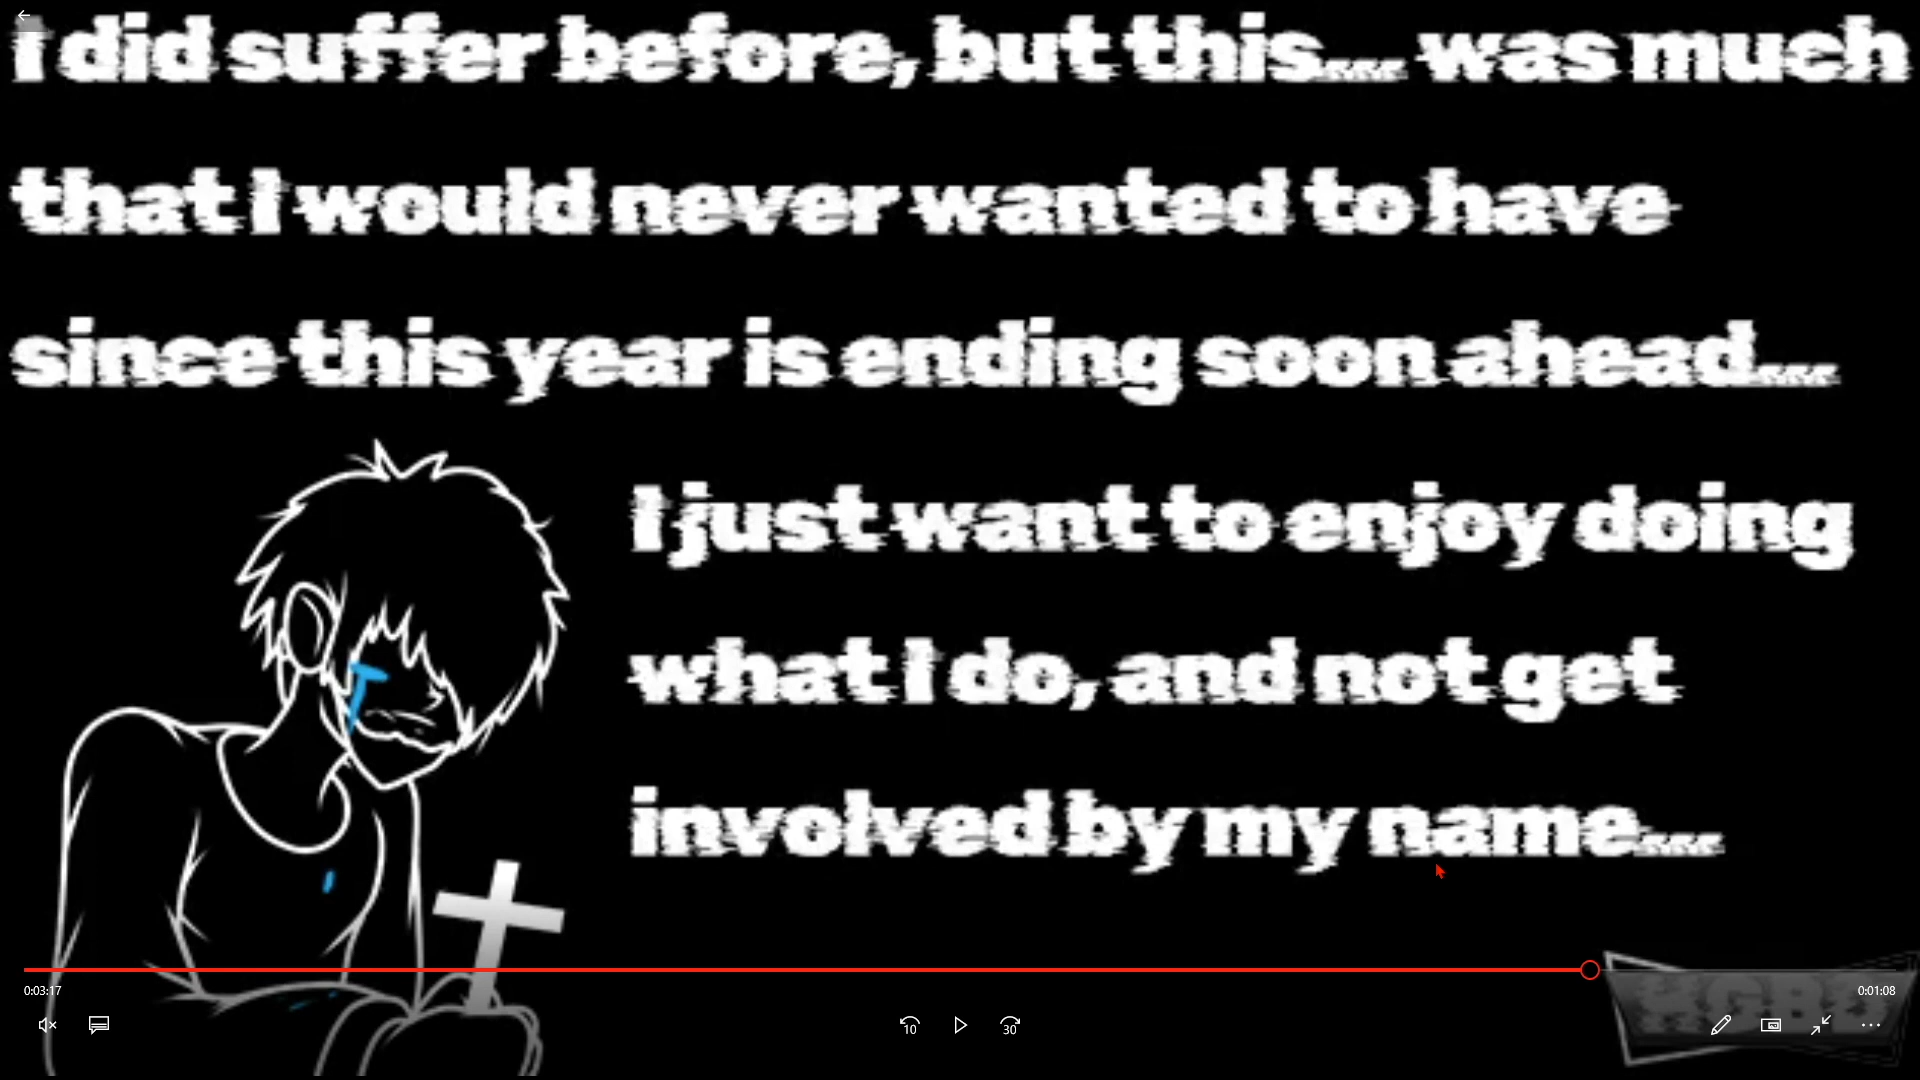 I did suffer before, but this.... was much
that I would never wanted to have
since this year is ending soon ahead....
I just want to enjoy doing
what I do, and not get
involved by my name....
0:03:17
0:01:08
10
30